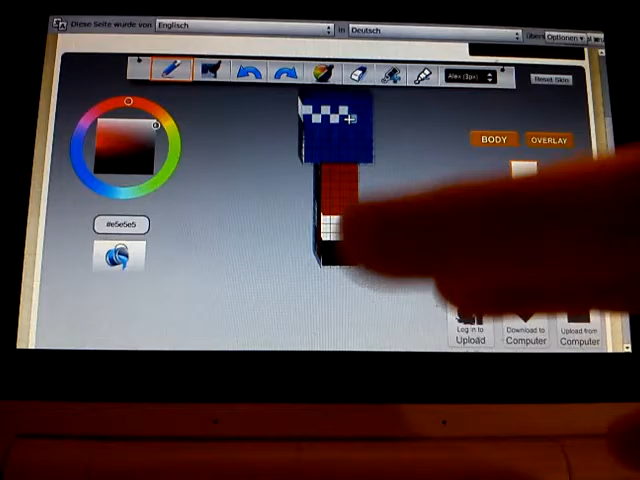 Diese Seite wurde von Englisch in Deutsch Optionen
Alex (3px) Reset Skin
BODY OVERLAY
#e5e5e5
Log in to Upload
Download to Computer
Upload from Computer